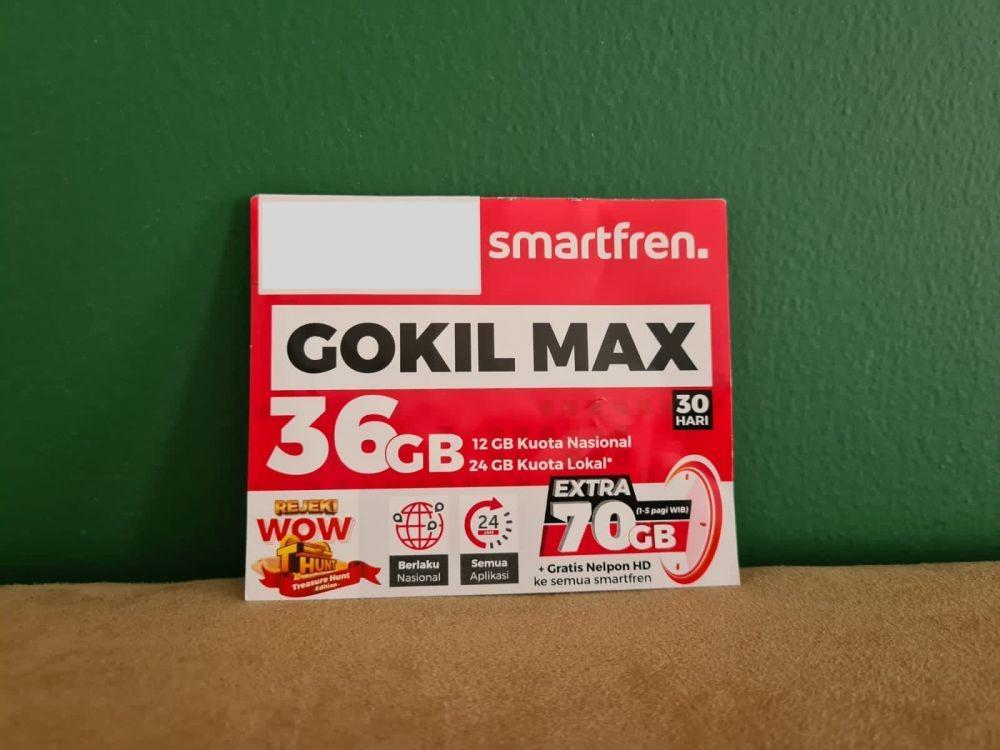 smartfren.
GOKIL MAX
36GB
12 GB Kuota Nasional
24 GB Kuota Lokal*
30
HARI
REJEKI
WOW
HUNT
Treasure Hunt
- Edition -
Berlaku
Nasional
24
JAM
Semua
Aplikasi
EXTRA
(1-5 pagi WIB)
70GB
+ Gratis Nelpon HD
ke semua smartfren